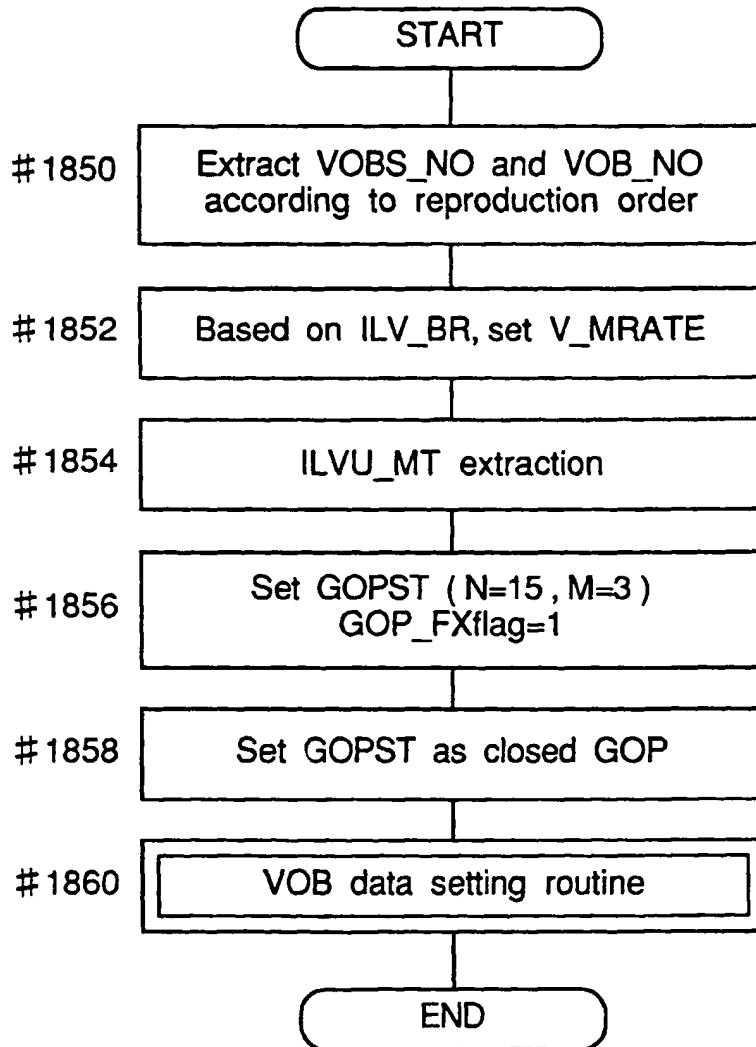 START
#1850
Extract VOBS_NO and VOB_NO
according to reproduction order
#1852
Based on ILV_BR, set V_MRATE
#1854
ILVU_MT extraction
#1856
Set GOPST (N=15, M=3)
GOP_FXflag=1
#1858
Set GOPST as closed GOP
#1860
VOB data setting routine
END